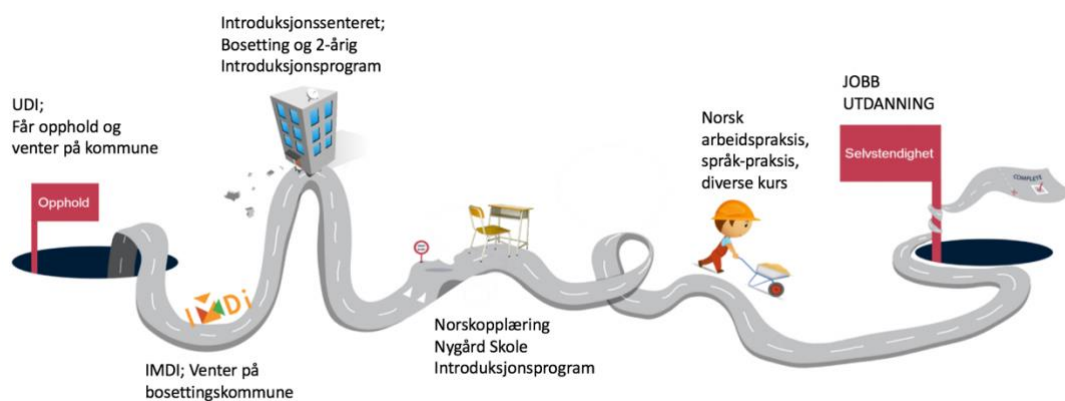 Introduksjonssenteret;
Bosetting og 2-årig
Introduksjonsprogram
UDI;
Får opphold og
venter på kommune
Opphold
IMDi
IMDI; Venter på
bosettingskommune
Norskopplæring
Nygård Skole
Introduksjonsprogram
Norsk
arbeidspraksis,
språk-praksis,
diverse kurs
JOBB
UTDANNING
Selvstendighet
COMPLETE